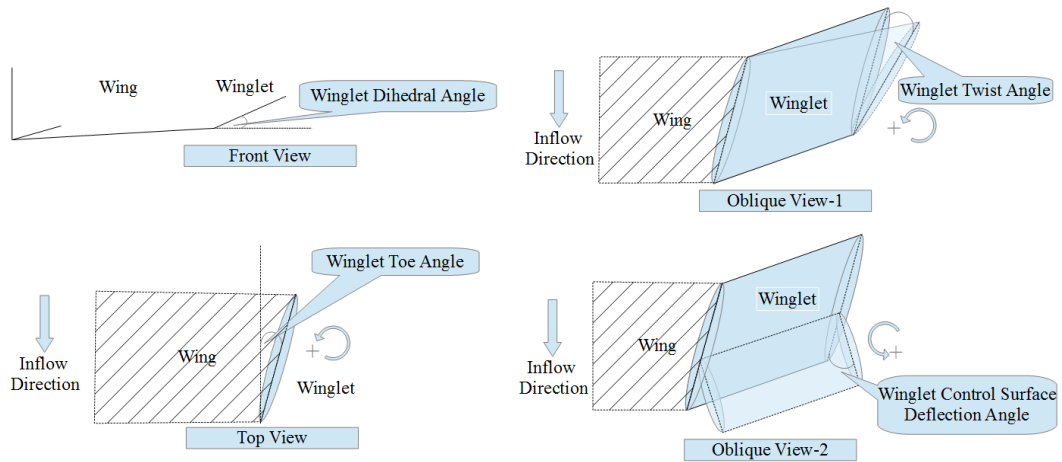 Wing
Winglet
Winglet Dihedral Angle
Front View
Inflow
Direction
Wing
Winglet
Winglet Twist Angle
+
Oblique View-1
Inflow
Direction
Wing
Winglet Toe Angle
+
Winglet
Top View
Inflow
Direction
Wing
Winglet
+
Winglet Control Surface
Deflection Angle
Oblique View-2